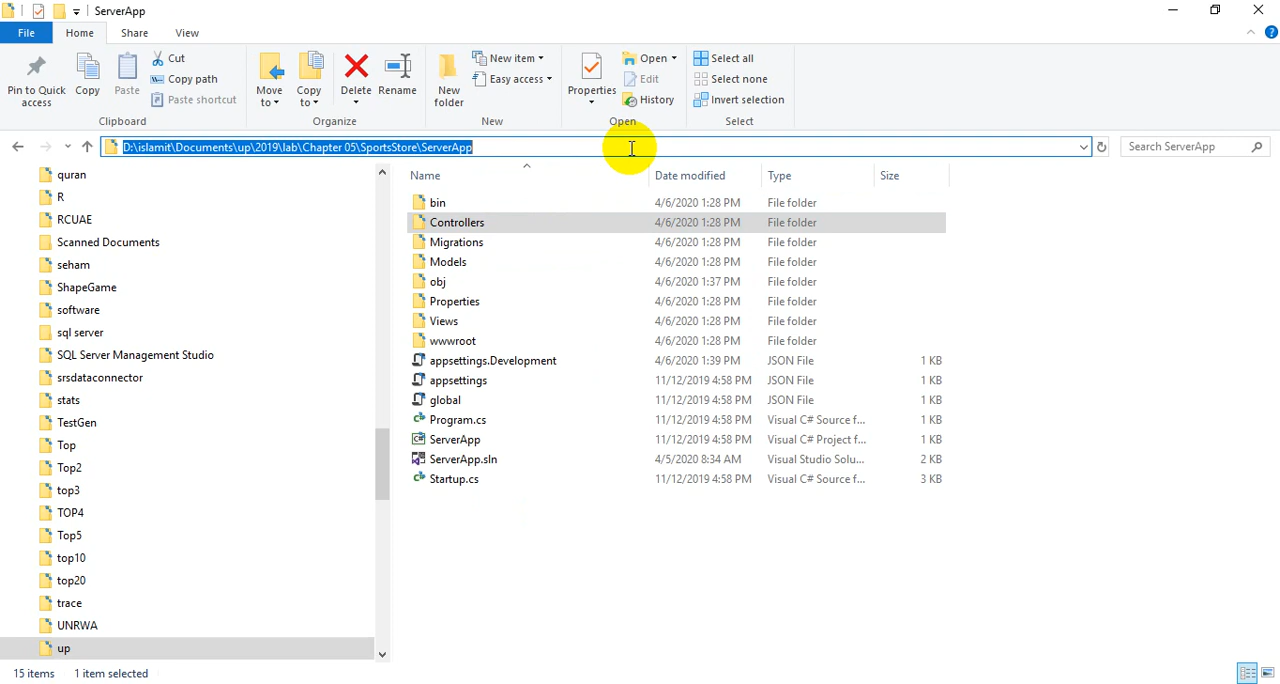 ServerApp
File Home Share View
Pin to Quick access
Copy
Paste
Cut
Copy path
Paste shortcut
Clipboard
Move to
Copy to
Delete
Rename
Organize
New folder
New item
Easy access
New
Properties
Open
Edit
History
Open
Select all
Select none
Invert selection
Select
D:\islamit\Documents\up\2019\lab\Chapter 05\SportsStore\ServerApp
Search ServerApp
quran
R
RCUAE
Scanned Documents
seham
ShapeGame
software
sql server
SQL Server Management Studio
srsdataconnector
stats
TestGen
Top
Top2
top3
TOP4
Top5
top10
top20
trace
UNRWA
up
Name Date modified Type Size
bin 4/6/2020 1:28 PM File folder
Controllers 4/6/2020 1:28 PM File folder
Migrations 4/6/2020 1:28 PM File folder
Models 4/6/2020 1:28 PM File folder
obj 4/6/2020 1:37 PM File folder
Properties 4/6/2020 1:28 PM File folder
Views 4/6/2020 1:28 PM File folder
wwwroot 4/6/2020 1:28 PM File folder
appsettings.Development 4/6/2020 1:39 PM JSON File 1 KB
appsettings 11/12/2019 4:58 PM JSON File 1 KB
global 11/12/2019 4:58 PM JSON File 1 KB
Program.cs 11/12/2019 4:58 PM Visual C# Source f... 1 KB
ServerApp 11/12/2019 4:58 PM Visual C# Project f... 1 KB
ServerApp.sln 4/5/2020 8:34 AM Visual Studio Solu... 2 KB
Startup.cs 11/12/2019 4:58 PM Visual C# Source f... 3 KB
15 items 1 item selected